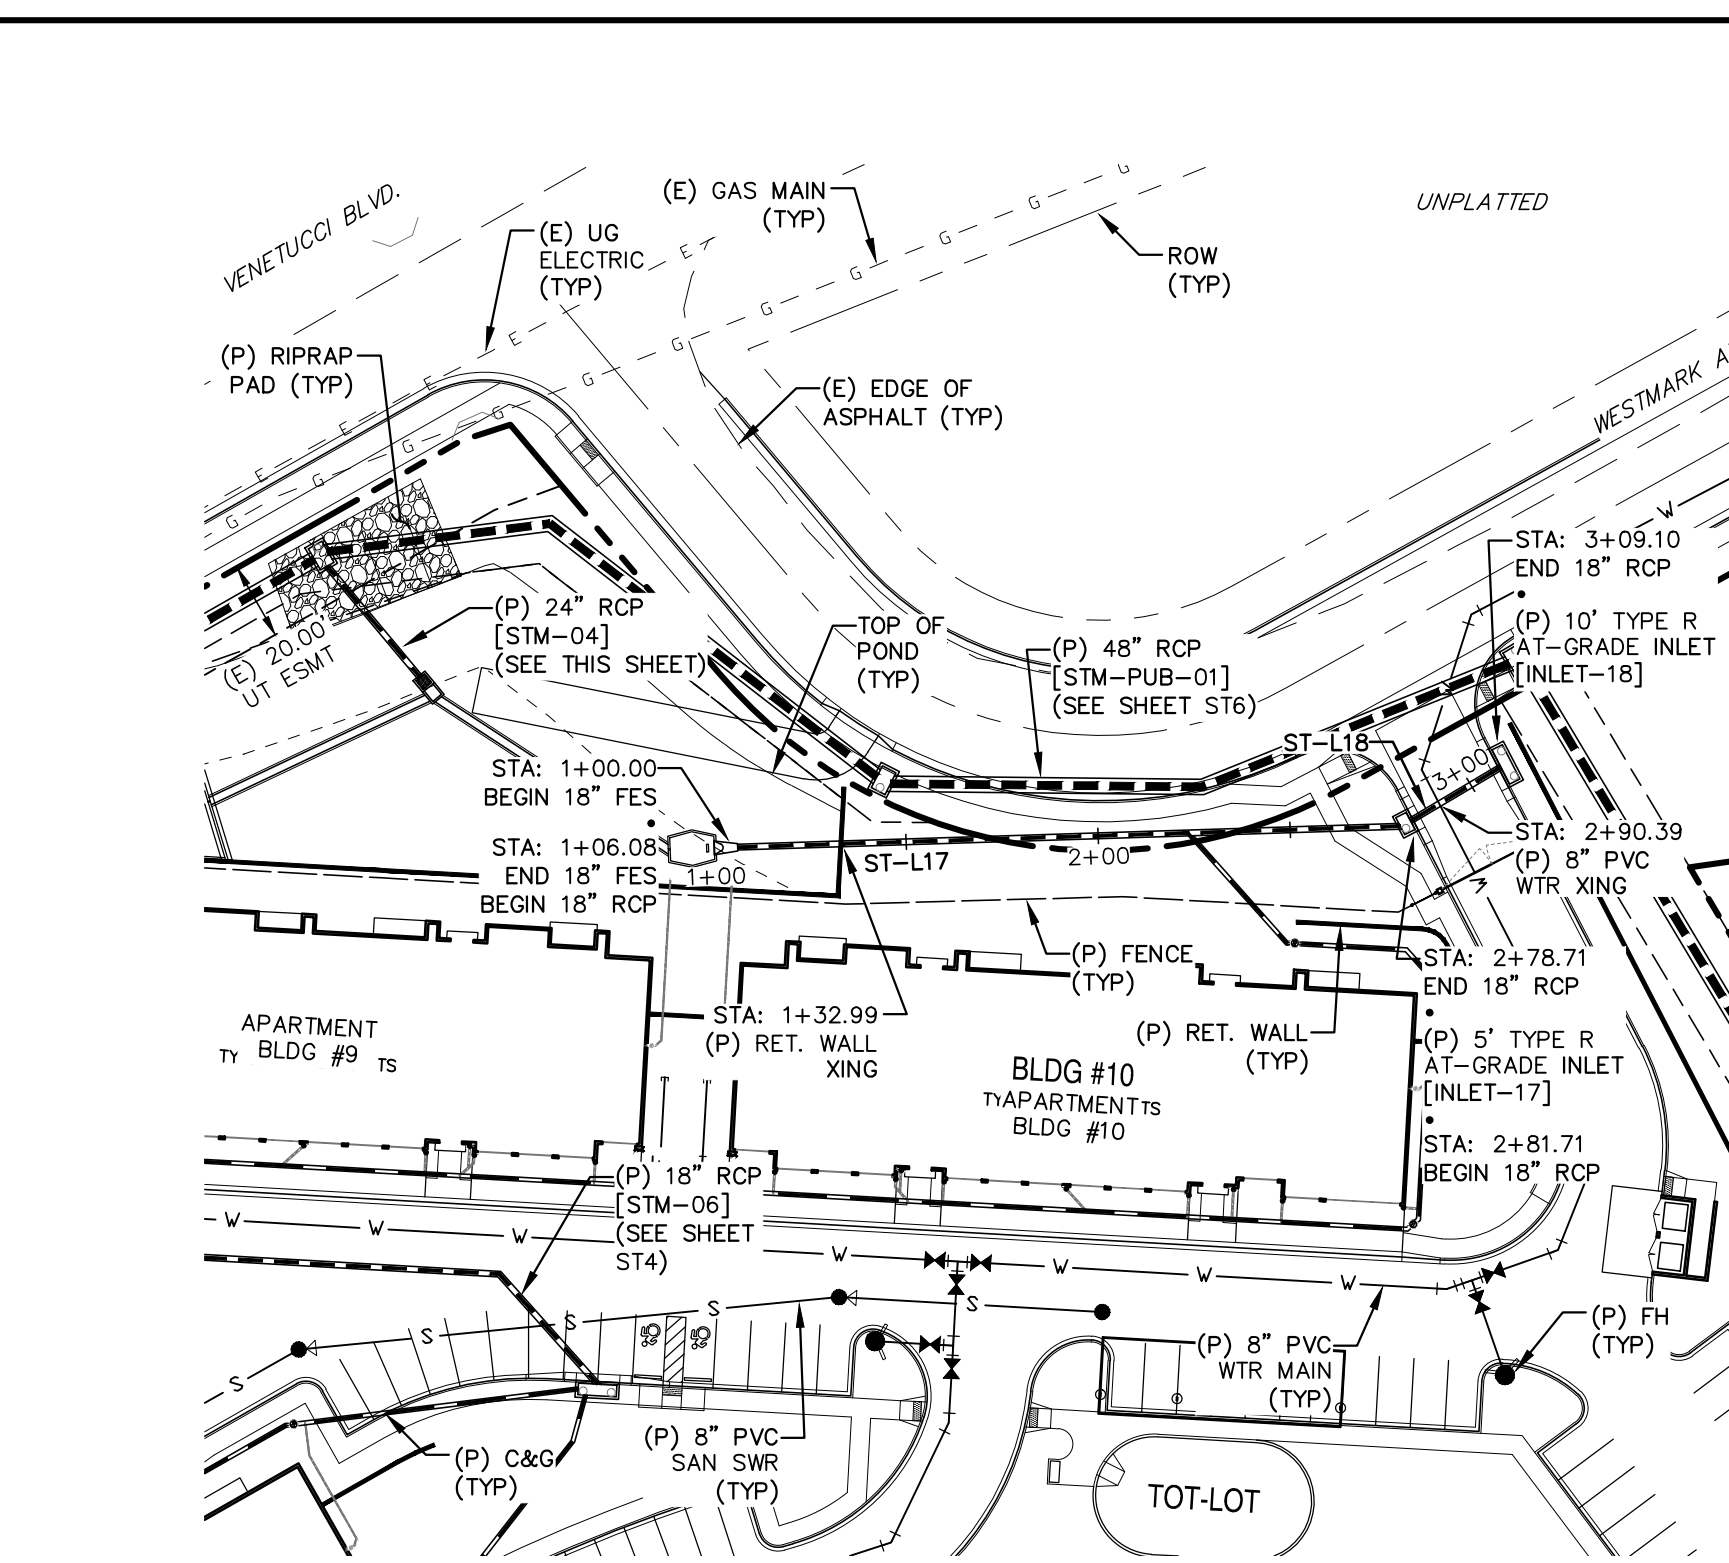 VENETUCCI BLVD.
(E) GAS MAIN
(TYP)
UNPLATTED
(E) UG
ELECTRIC
(TYP)
ROW
(TYP)
(P) RIPRAP
PAD (TYP)
(E) EDGE OF
ASPHALT (TYP)
WESTMARK A
STA: 3+09.10
END 18" RCP
•
(P) 10' TYPE R
AT-GRADE INLET
[INLET-18]
(P) 24" RCP
[STM-04]
(SEE THIS SHEET)
(E) 20.00'
UT ESMT
TOP OF
POND
(TYP)
(P) 48" RCP
[STM-PUB-01]
(SEE SHEET ST6)
ST-L18
3+00
STA: 1+00.00
BEGIN 18" FES
•
STA: 1+06.08
END 18" FES
BEGIN 18" RCP
1+00
ST-L17
2+00
STA: 2+90.39
(P) 8" PVC
WTR XING
(P) FENCE
(TYP)
STA: 2+78.71
END 18" RCP
•
(P) 5' TYPE R
AT-GRADE INLET
[INLET-17]
•
STA: 2+81.71
BEGIN 18" RCP
STA: 1+32.99
(P) RET. WALL
XING
(P) RET. WALL
(TYP)
APARTMENT
TY BLDG #9 TS
BLDG #10
TYAPARTMENTTS
BLDG #10
(P) 18" RCP
[STM-06]
(SEE SHEET
ST4)
W W W W W W W
S S S S
(P) FH
(TYP)
(P) 8" PVC
WTR MAIN
(TYP)
(P) 8" PVC
SAN SWR
(TYP)
(P) C&G
(TYP)
TOT-LOT